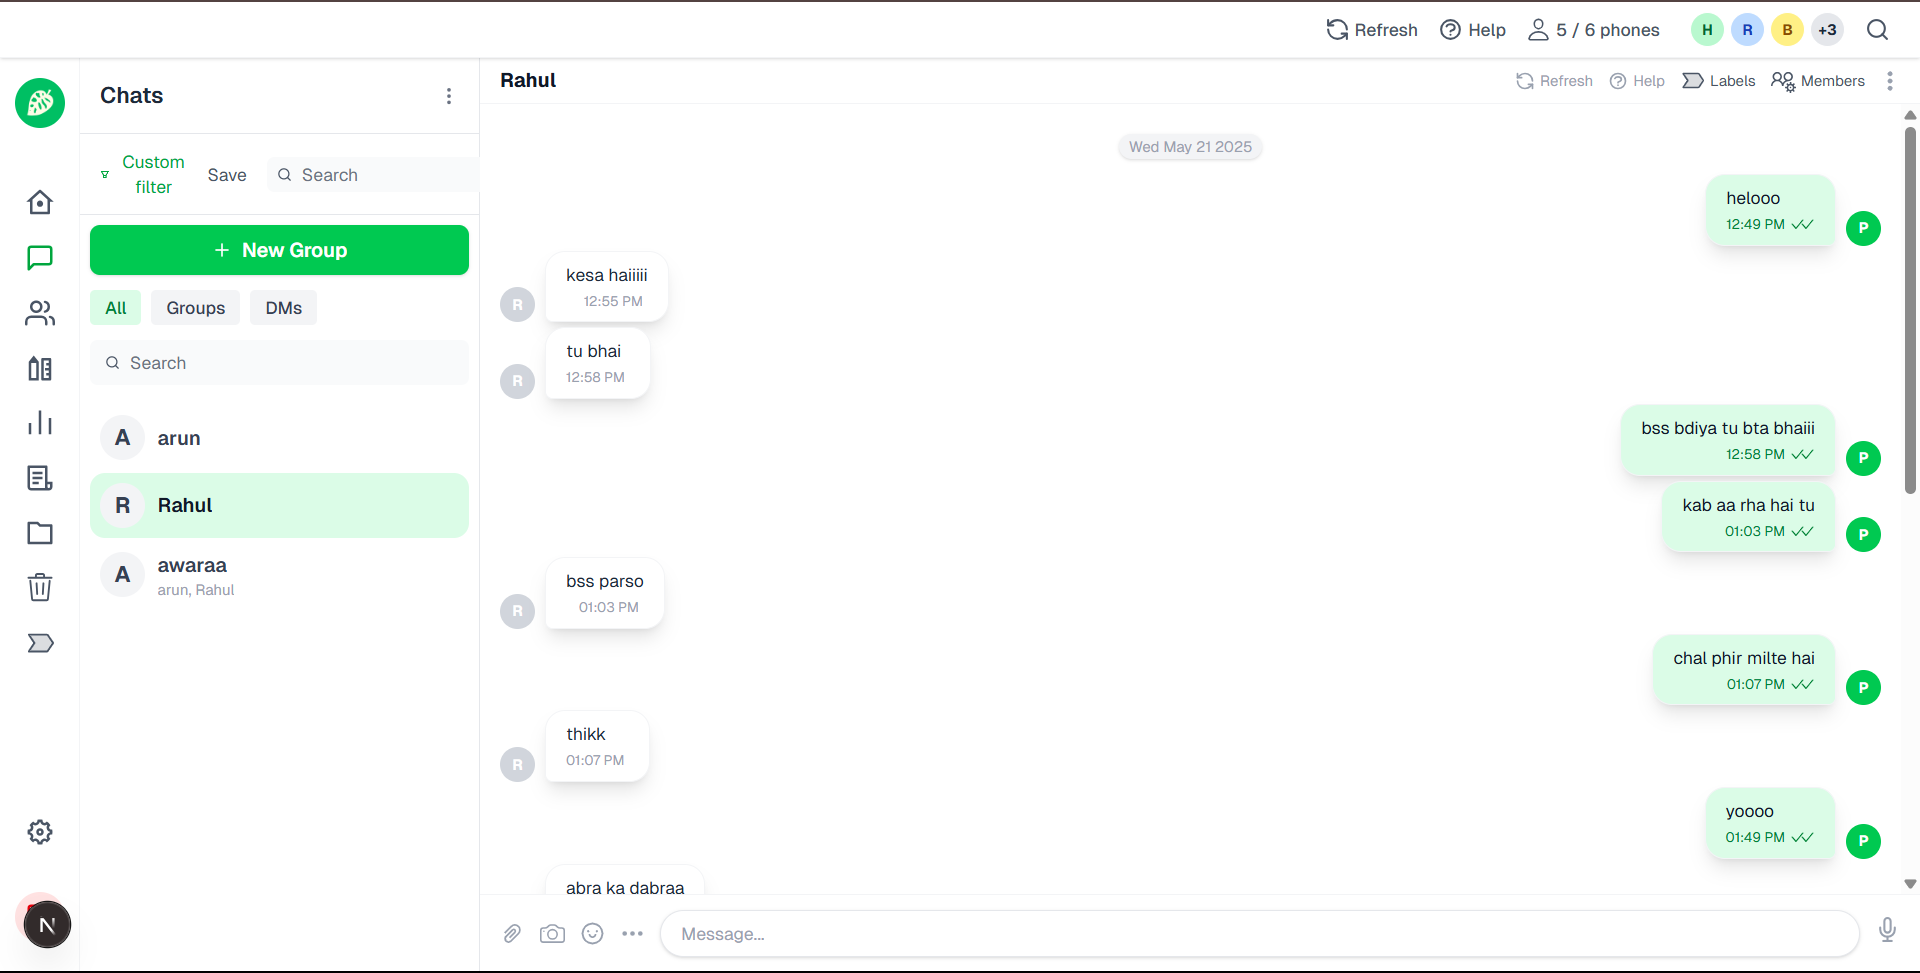 Refresh
Help
5 / 6 phones
H
R
B
+3
Chats
Custom
filter
Save
Search
New Group
All
Groups
DMs
Search
A
arun
R
Rahul
A
awaraa
arun, Rahul
N
Rahul
Refresh
Help
Labels
Members
Wed May 21 2025
helooo
12:49 PM
P
kesa haiiiii
12:55 PM
R
tu bhai
12:58 PM
R
bss bdiya tu bta bhaiii
12:58 PM
P
kab aa rha hai tu
01:03 PM
P
bss parso
01:03 PM
R
chal phir milte hai
01:07 PM
P
thikk
01:07 PM
R
yoooo
01:49 PM
P
abra ka dabraa
Message...